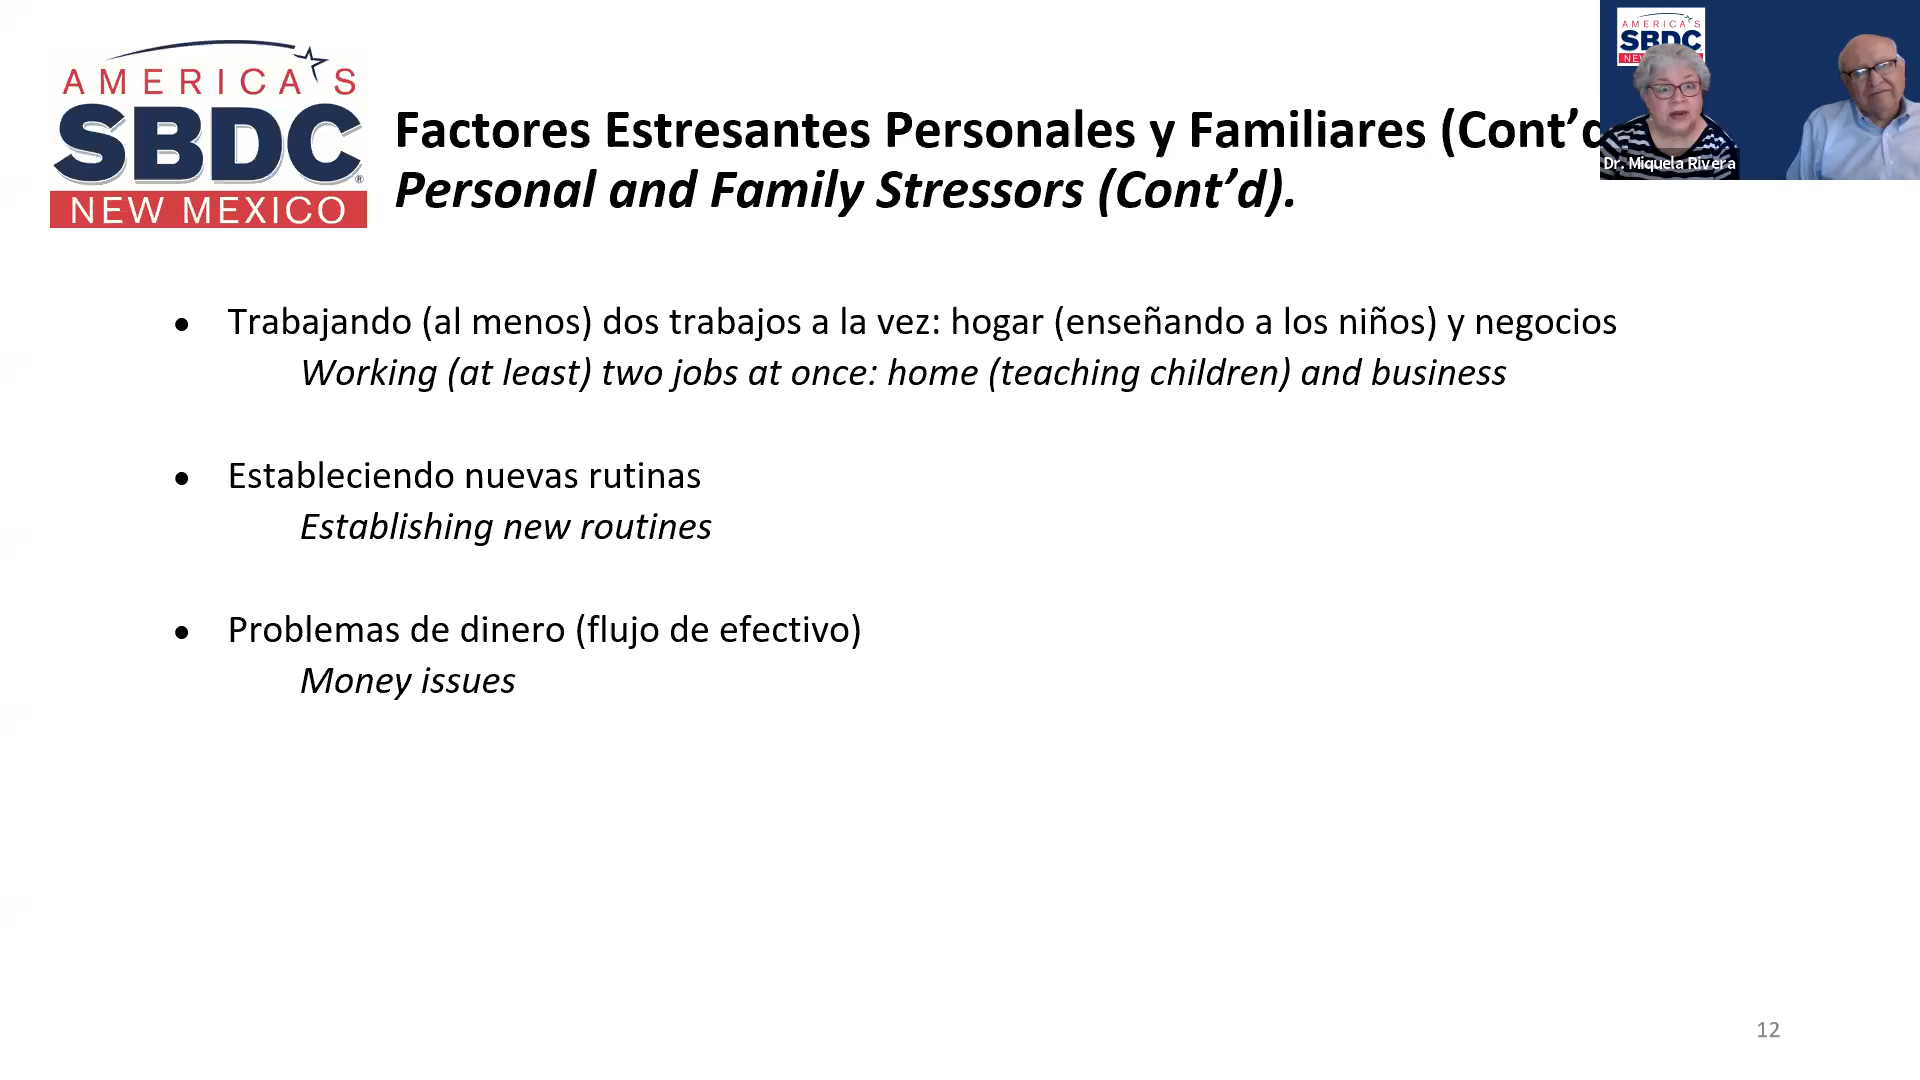 AMERICA'S
SBDC
NEW MEXICO
Factores Estresantes Personales y Familiares (Cont’d
Personal and Family Stressors (Cont’d).
AMERICA'S
SBDC
NE
Dr. Miquela Rivera
• Trabajando (al menos) dos trabajos a la vez: hogar (enseñando a los niños) y negocios
Working (at least) two jobs at once: home (teaching children) and business
• Estableciendo nuevas rutinas
Establishing new routines
• Problemas de dinero (flujo de efectivo)
Money issues
12